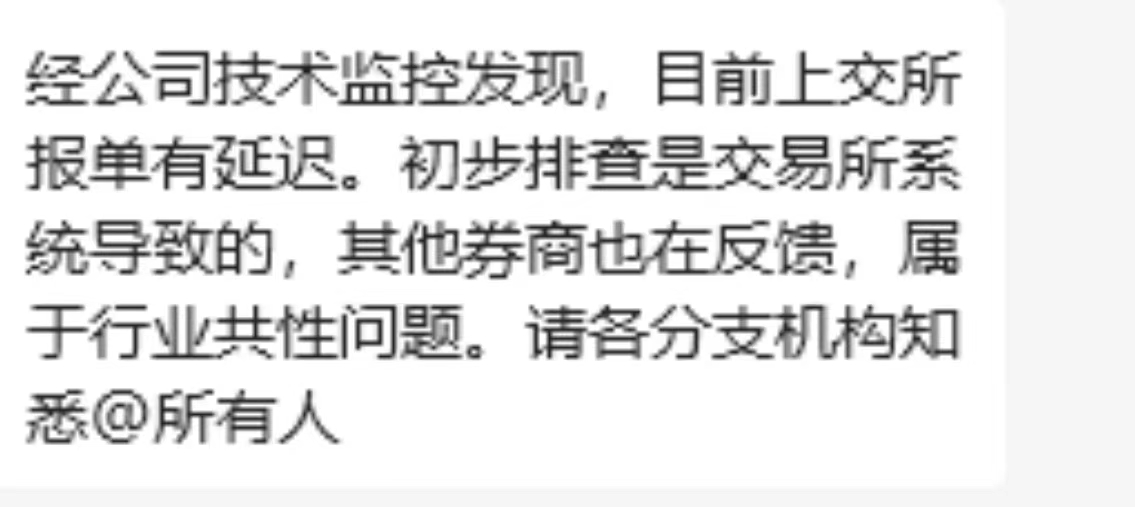 经公司技术监控发现，目前上交所
报单有延迟。初步排查是交易所系
统导致的，其他券商也在反馈，属
于行业共性问题。请各分支机构知
悉@所有人